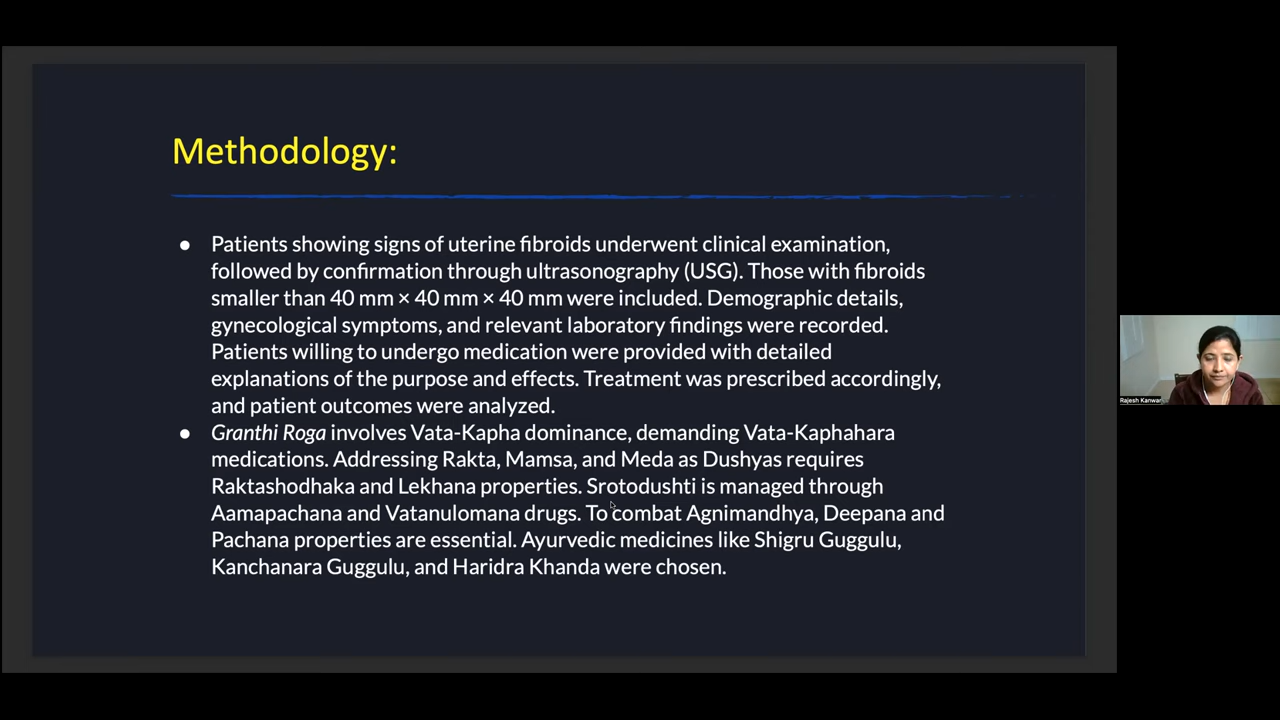 Methodology:
● Patients showing signs of uterine fibroids underwent clinical examination,
followed by confirmation through ultrasonography (USG). Those with fibroids
smaller than 40 mm × 40 mm × 40 mm were included. Demographic details,
gynecological symptoms, and relevant laboratory findings were recorded.
Patients willing to undergo medication were provided with detailed
explanations of the purpose and effects. Treatment was prescribed accordingly,
and patient outcomes were analyzed.
● Granthi Roga involves Vata-Kapha dominance, demanding Vata-Kaphahara
medications. Addressing Rakta, Mamsa, and Meda as Dushyas requires
Raktashodhaka and Lekhana properties. Srotodushti is managed through
Aamapachana and Vatanulomana drugs. To combat Agnimandhya, Deepana and
Pachana properties are essential. Ayurvedic medicines like Shigru Guggulu,
Kanchanara Guggulu, and Haridra Khanda were chosen.
Rajesh Kanwar